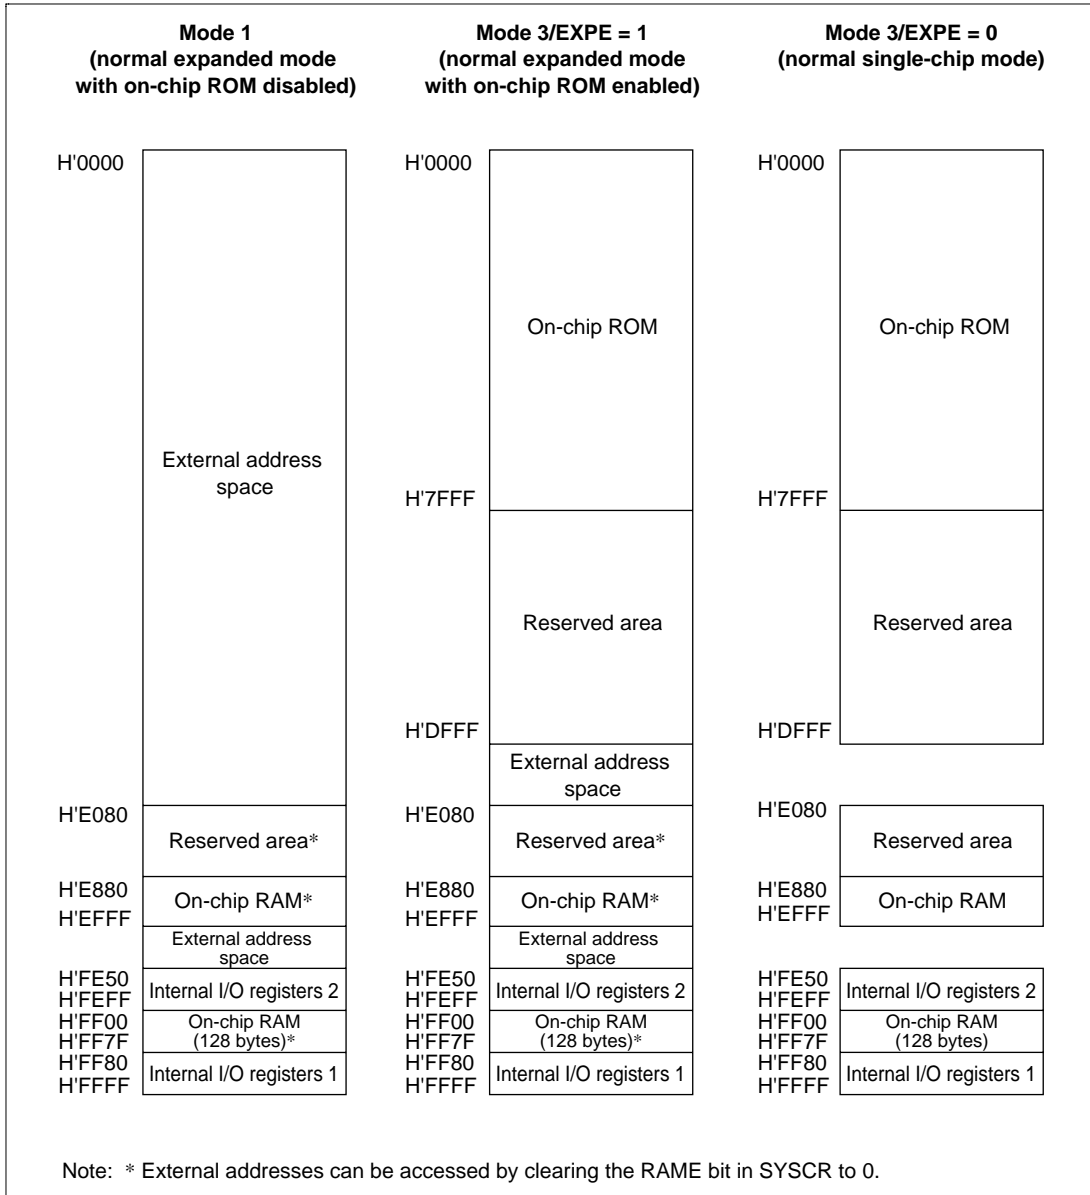 Mode 1
(normal expanded mode
with on-chip ROM disabled)
H'0000
External address
space
H'E080
Reserved area*
H'E880
On-chip RAM*
H'EFFF
External address
space
H'FE50
Internal I/O registers 2
H'FEFF
H'FF00
On-chip RAM
(128 bytes)*
H'FF7F
H'FF80
Internal I/O registers 1
H'FFFF
Mode 3/EXPE = 1
(normal expanded mode
with on-chip ROM enabled)
H'0000
On-chip ROM
H'7FFF
Reserved area
H'DFFF
External address
space
H'E080
Reserved area*
H'E880
On-chip RAM*
H'EFFF
External address
space
H'FE50
Internal I/O registers 2
H'FEFF
H'FF00
On-chip RAM
(128 bytes)*
H'FF7F
H'FF80
Internal I/O registers 1
H'FFFF
Mode 3/EXPE = 0
(normal single-chip mode)
H'0000
On-chip ROM
H'7FFF
Reserved area
H'DFFF
H'E080
Reserved area
H'E880
On-chip RAM
H'EFFF
H'FE50
Internal I/O registers 2
H'FEFF
H'FF00
On-chip RAM
(128 bytes)
H'FF7F
H'FF80
Internal I/O registers 1
H'FFFF
Note: * External addresses can be accessed by clearing the RAME bit in SYSCR to 0.